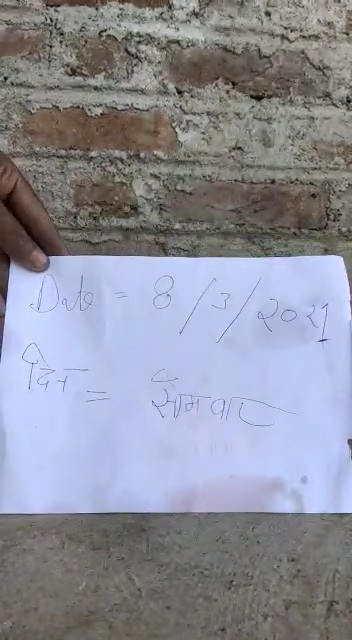 Date = 8/3/2021
दिन = सोमवार